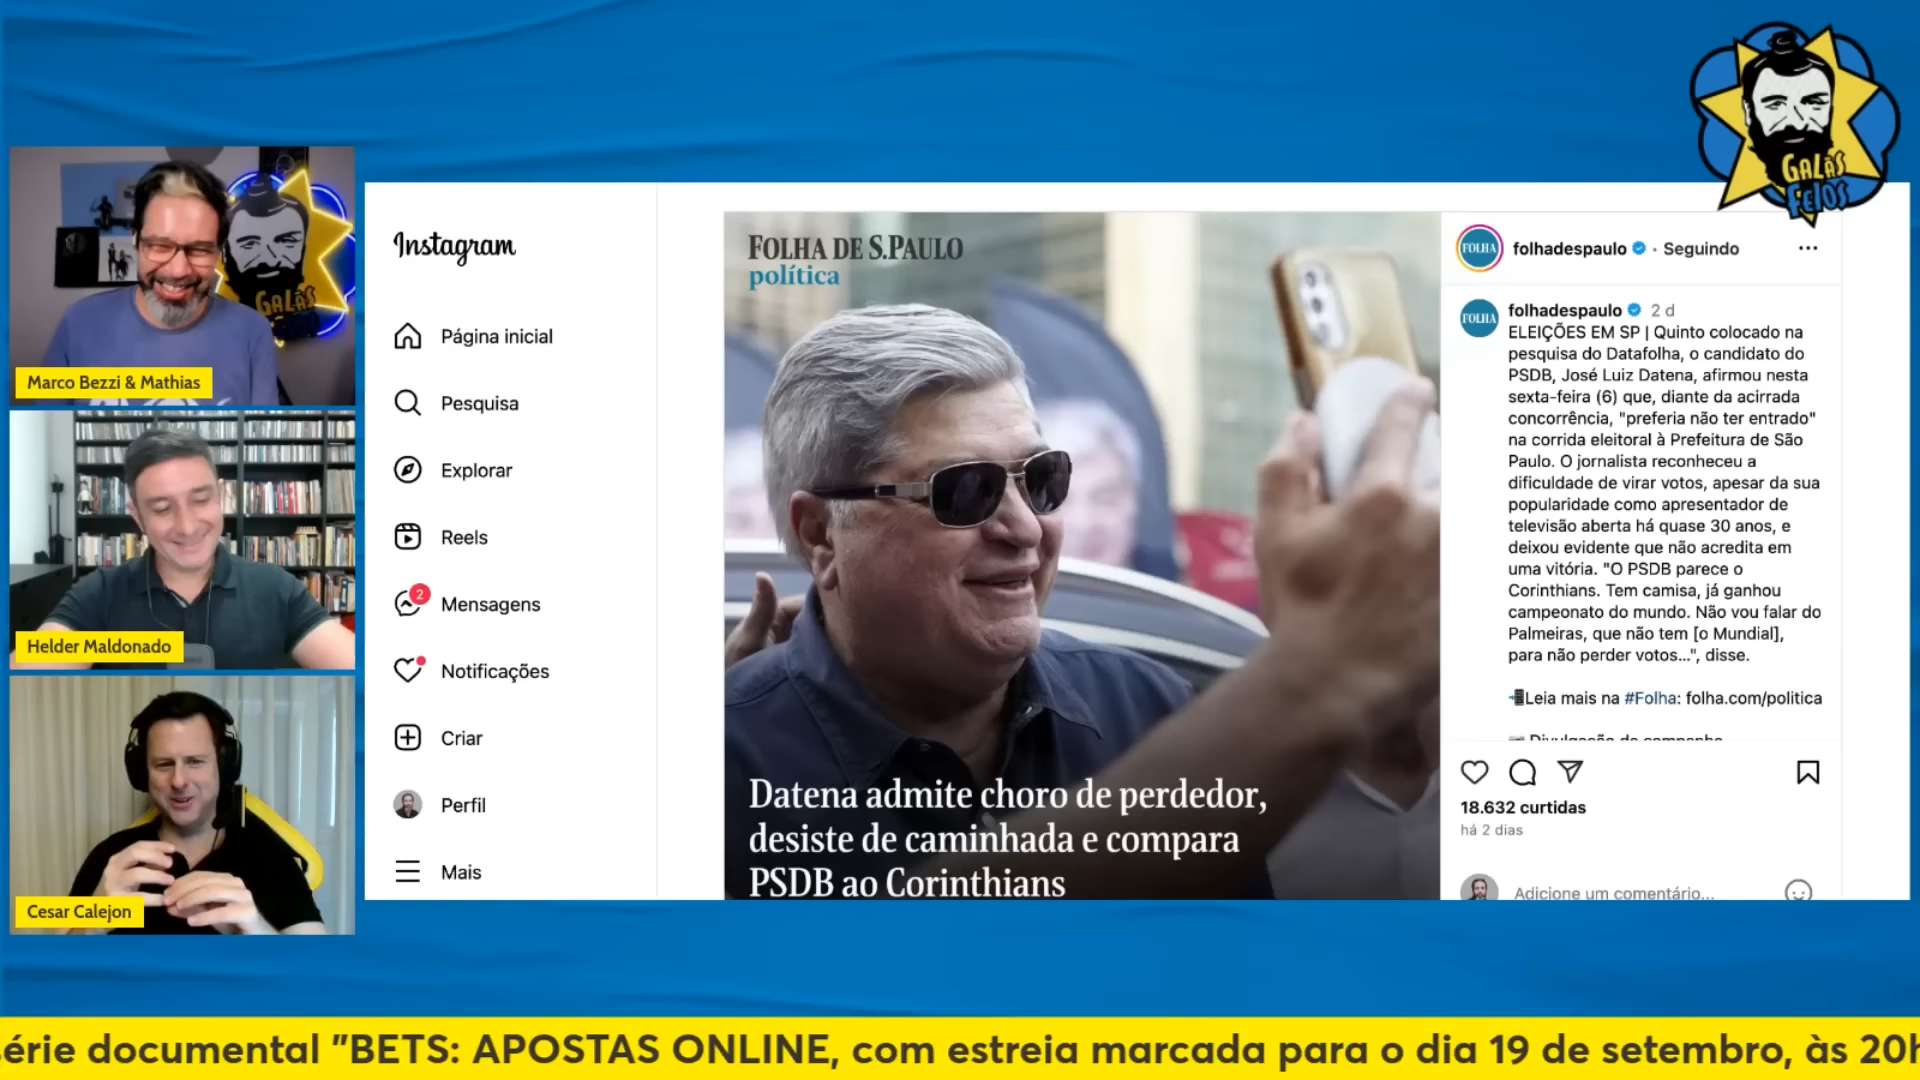 GALÃS
FEIOS
GALÃS
Marco Bezzi & Mathias
Helder Maldonado
Cesar Calejon
Instagram
Página inicial
Pesquisa
Explorar
Reels
2
Mensagens
Notificações
Criar
Perfil
Mais
FOLHA DE S.PAULO
política
Datena admite choro de perdedor,
desiste de caminhada e compara
PSDB ao Corinthians
FOLHA
folhadespaulo • Seguindo
FOLHA
folhadespaulo 2 d
ELEIÇÕES EM SP | Quinto colocado na
pesquisa do Datafolha, o candidato do
PSDB, José Luiz Datena, afirmou nesta
sexta-feira (6) que, diante da acirrada
concorrência, "preferia não ter entrado"
na corrida eleitoral à Prefeitura de São
Paulo. O jornalista reconheceu a
dificuldade de virar votos, apesar da sua
popularidade como apresentador de
televisão aberta há quase 30 anos, e
deixou evidente que não acredita em
uma vitória. "O PSDB parece o
Corinthians. Tem camisa, já ganhou
campeonato do mundo. Não vou falar do
Palmeiras, que não tem [o Mundial],
para não perder votos...", disse.
Leia mais na #Folha: folha.com/politica
18.632 curtidas
há 2 dias
Adicione um comentário...
série documental "BETS: APOSTAS ONLINE, com estreia marcada para o dia 19 de setembro, às 20h